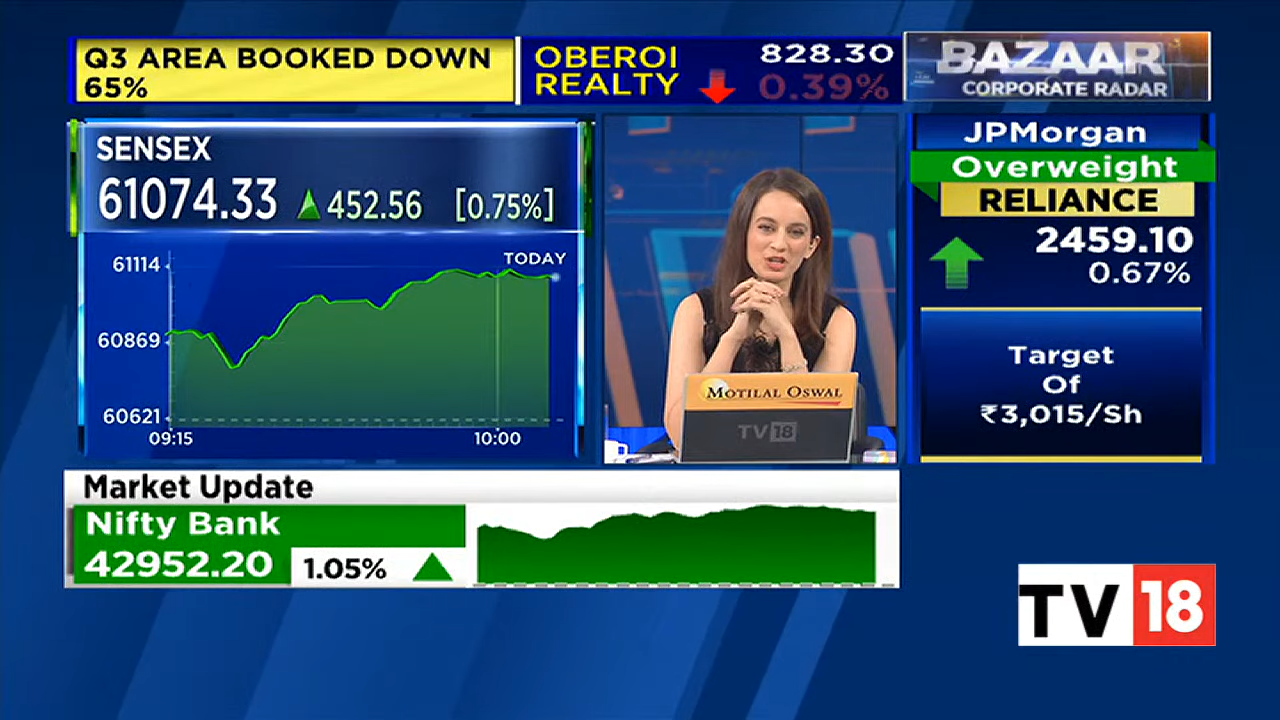 Q3 AREA BOOKED DOWN
65%
OBEROI
REALTY
828.30
0.39%
BAZAAR
CORPORATE RADAR
SENSEX
61074.33 452.56 [0.75%]
TODAY
61114
60869
60621
09:15 10:00
MOTILAL OSWAL
TV18
JPMorgan
Overweight
RELIANCE
2459.10
0.67%
Target
Of
₹3,015/Sh
Market Update
Nifty Bank
42952.20 1.05%
TV18